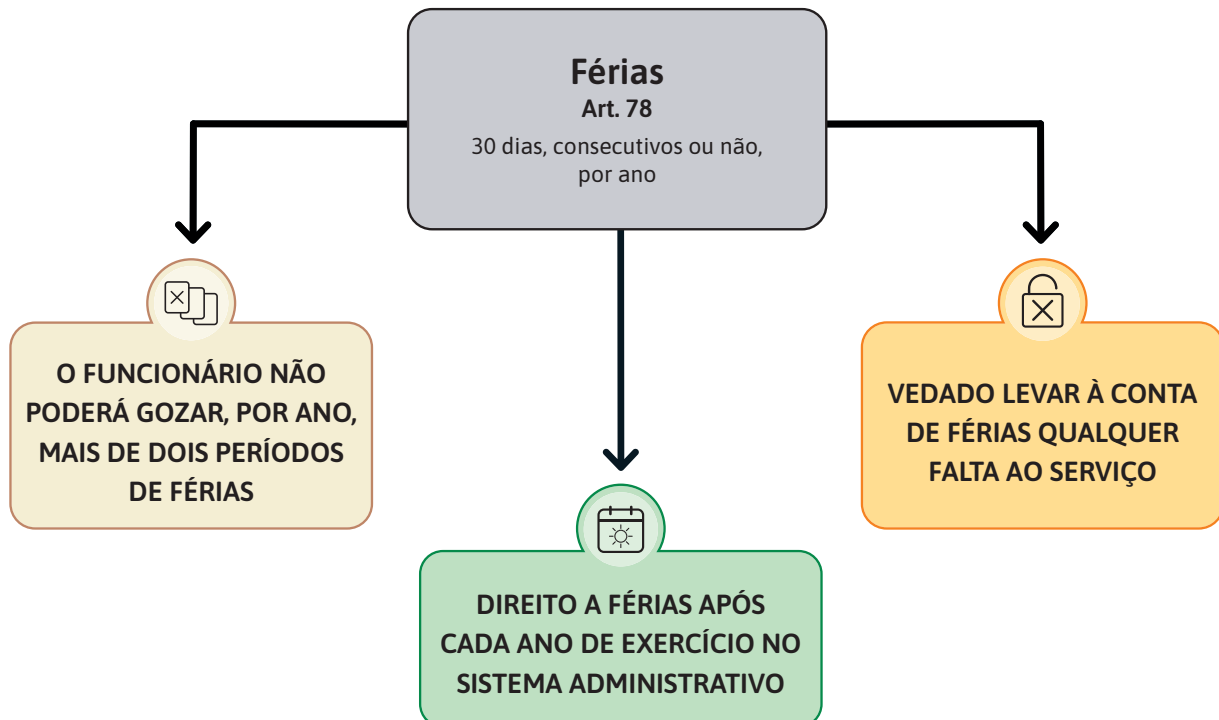 Férias
Art. 78
30 dias, consecutivos ou não,
por ano
O FUNCIONÁRIO NÃO
PODERÁ GOZAR, POR ANO,
MAIS DE DOIS PERÍODOS
DE FÉRIAS
VEDADO LEVAR À CONTA
DE FÉRIAS QUALQUER
FALTA AO SERVIÇO
DIREITO A FÉRIAS APÓS
CADA ANO DE EXERCÍCIO NO
SISTEMA ADMINISTRATIVO